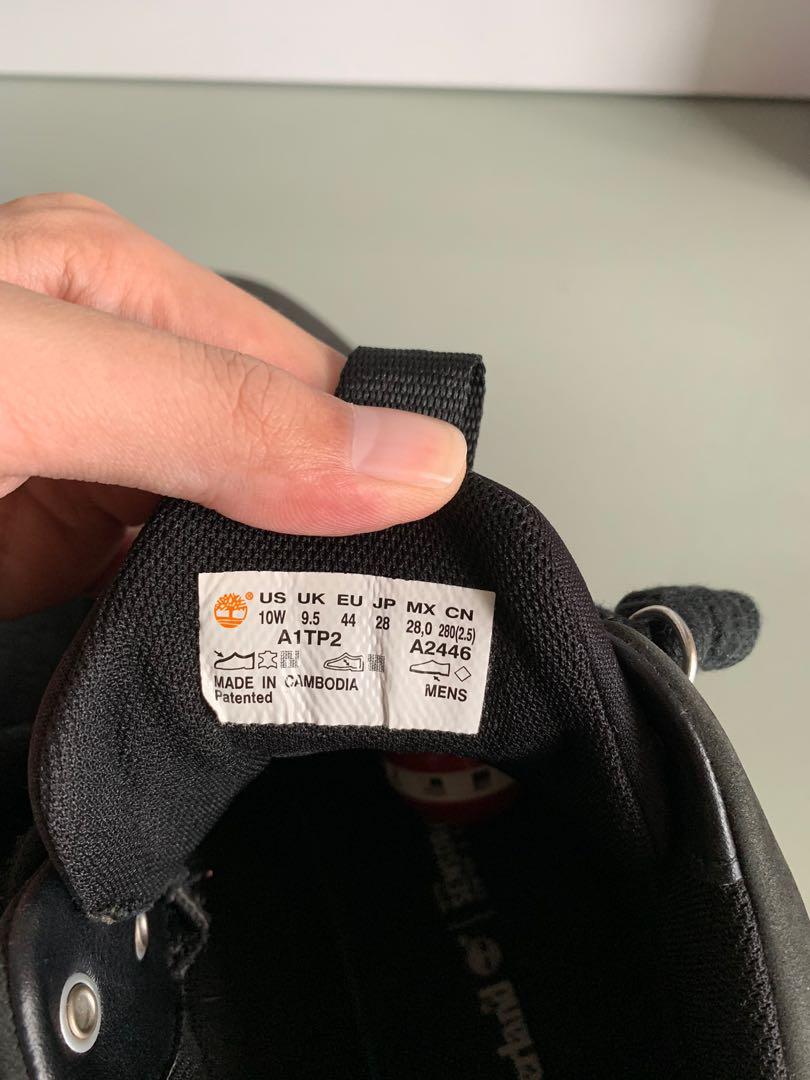 ® US UK EU JP MX CN
10W 9.5 44 28 28,0 280(2.5)
A1TP2 A2446
MADE IN CAMBODIA
Patented MENS
erland